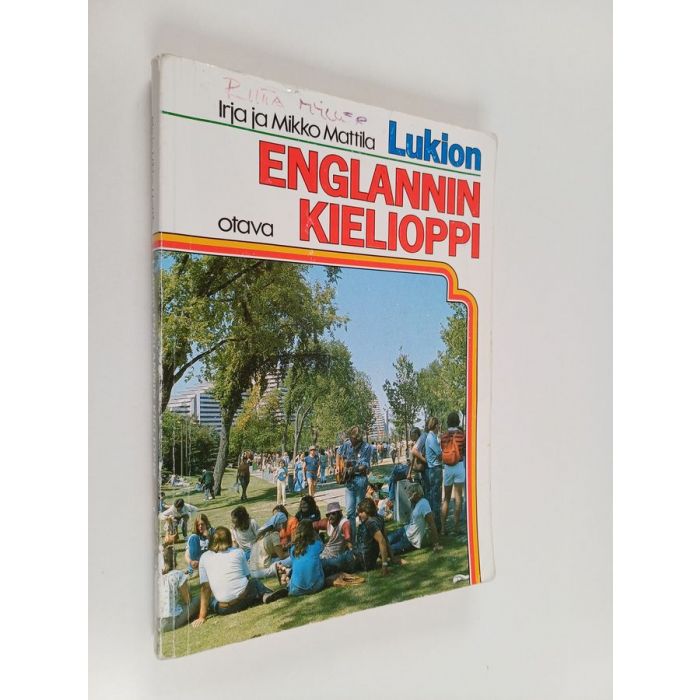 Irja ja Mikko Mattila Lukion
ENGLANNIN
otava KIELIOPPI